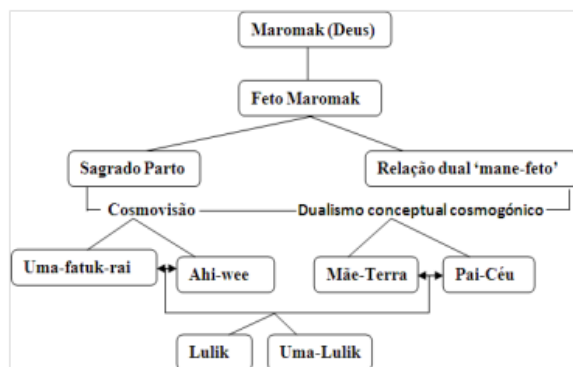 Maromak (Deus)
Feto Maromak
Sagrado Parto
Relação dual ‘mane-feto’
Cosmovisão
Dualismo conceptual cosmogónico
Uma-fatuk-rai
Ahi-wee
Mãe-Terra
Pai-Céu
Lulik
Uma-Lulik